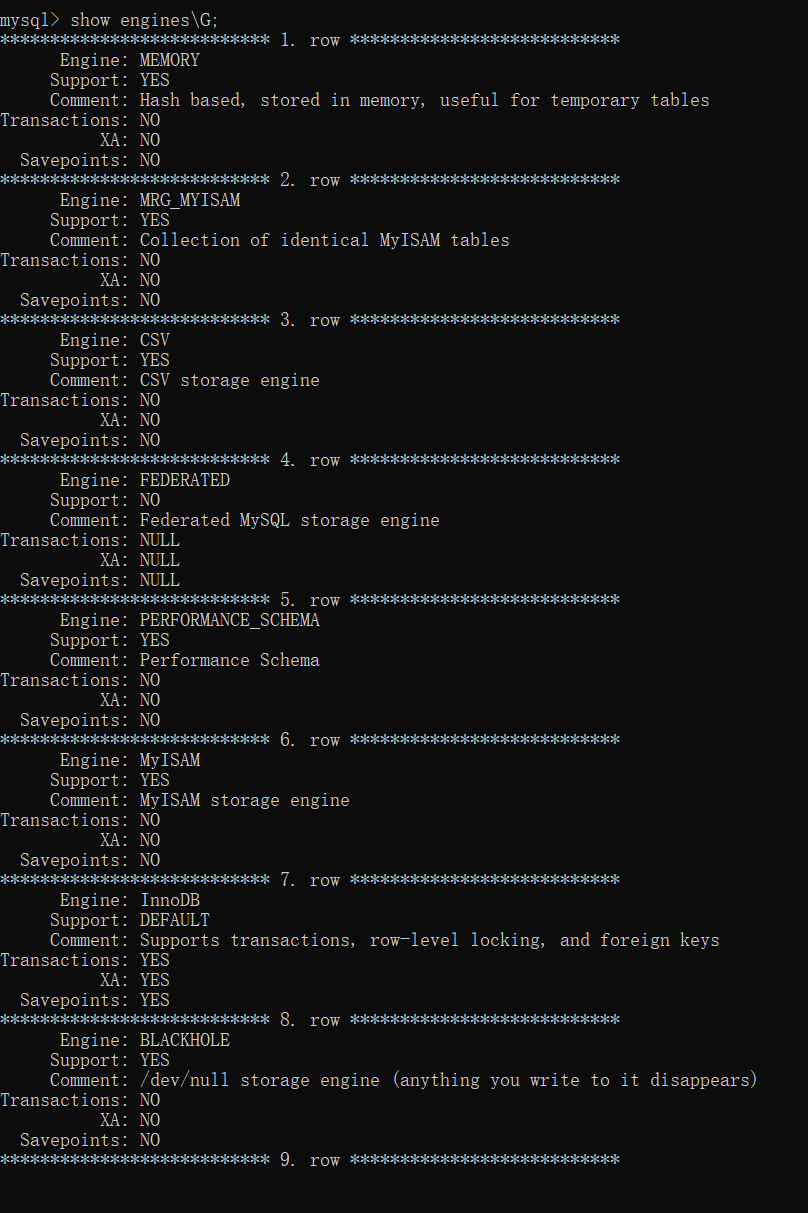 mysql> show engines\G;
*************************** 1. row ***************************
      Engine: MEMORY
     Support: YES
     Comment: Hash based, stored in memory, useful for temporary tables
Transactions: NO
          XA: NO
  Savepoints: NO
*************************** 2. row ***************************
      Engine: MRG_MYISAM
     Support: YES
     Comment: Collection of identical MyISAM tables
Transactions: NO
          XA: NO
  Savepoints: NO
*************************** 3. row ***************************
      Engine: CSV
     Support: YES
     Comment: CSV storage engine
Transactions: NO
          XA: NO
  Savepoints: NO
*************************** 4. row ***************************
      Engine: FEDERATED
     Support: NO
     Comment: Federated MySQL storage engine
Transactions: NULL
          XA: NULL
  Savepoints: NULL
*************************** 5. row ***************************
      Engine: PERFORMANCE_SCHEMA
     Support: YES
     Comment: Performance Schema
Transactions: NO
          XA: NO
  Savepoints: NO
*************************** 6. row ***************************
      Engine: MyISAM
     Support: YES
     Comment: MyISAM storage engine
Transactions: NO
          XA: NO
  Savepoints: NO
*************************** 7. row ***************************
      Engine: InnoDB
     Support: DEFAULT
     Comment: Supports transactions, row-level locking, and foreign keys
Transactions: YES
          XA: YES
  Savepoints: YES
*************************** 8. row ***************************
      Engine: BLACKHOLE
     Support: YES
     Comment: /dev/null storage engine (anything you write to it disappears)
Transactions: NO
          XA: NO
  Savepoints: NO
*************************** 9. row ***************************